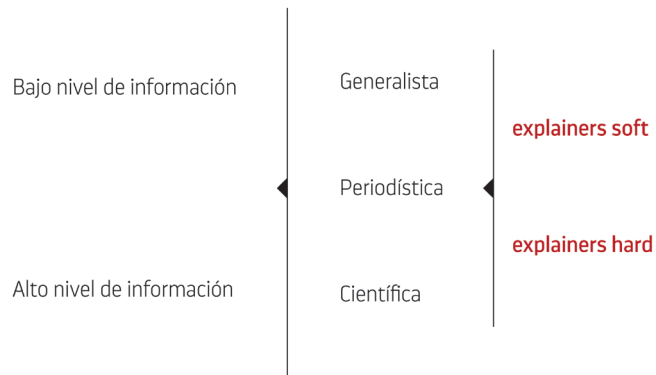 Bajo nivel de información
Alto nivel de información
Generalista
Periodística
Científica
explainers soft
explainers hard